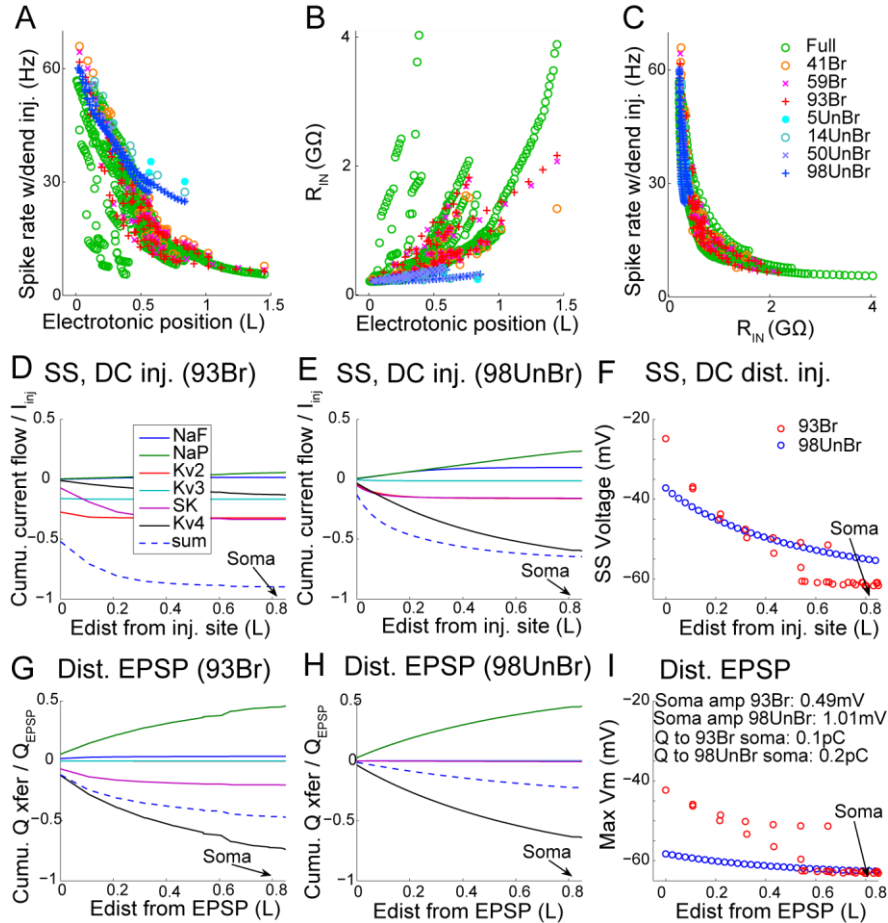 A
B
C
Spike rate w/dend inj. (Hz)
60
30
0
0
0.5
1
1.5
Electrotonic position (L)
R_IN (GΩ)
4
2
0
0
0.5
1.0
1.5
Electrotonic position (L)
Spike rate w/dend inj. (Hz)
60
30
0
0
2
4
R_IN (GΩ)
Full
41Br
59Br
93Br
5UnBr
14UnBr
50UnBr
98UnBr
D SS, DC inj. (93Br)
Cumu. current flow / I_inj
0.5
0
−0.5
−1
0
0.2
0.4
0.6
0.8
Edist from inj. site (L)
NaF
NaP
Kv2
Kv3
SK
Kv4
sum
Soma
E SS, DC inj. (98UnBr)
Cumu. current flow / I_inj
0.5
0
−0.5
−1
0
0.2
0.4
0.6
0.8
Edist from inj. site (L)
Soma
F SS, DC dist. inj.
SS Voltage (mV)
−20
−40
−60
0
0.2
0.4
0.6
0.8
Edist from inj. site (L)
93Br
98UnBr
Soma
G Dist. EPSP (93Br)
Cumu. Q xfer / Q_EPSP
0.5
0
−0.5
−1
0
0.2
0.4
0.6
0.8
Edist from EPSP (L)
Soma
H Dist. EPSP (98UnBr)
Cumu. Q xfer / Q_EPSP
0.5
0
−0.5
−1
0
0.2
0.4
0.6
0.8
Edist from EPSP (L)
Soma
I Dist. EPSP
Max Vm (mV)
−20
−40
−60
0
0.2
0.4
0.6
0.8
Edist from EPSP (L)
Soma amp 93Br: 0.49mV
Soma amp 98UnBr: 1.01mV
Q to 93Br soma: 0.1pC
Q to 98UnBr soma: 0.2pC
Soma